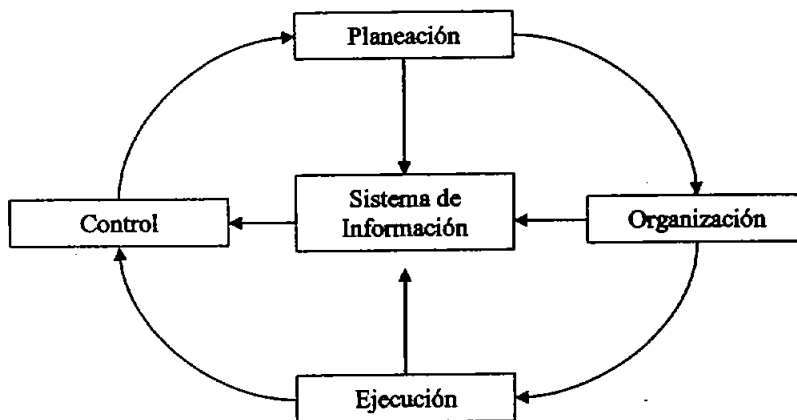 Planeación
Sistema de
Información
Control
Organización
Ejecución